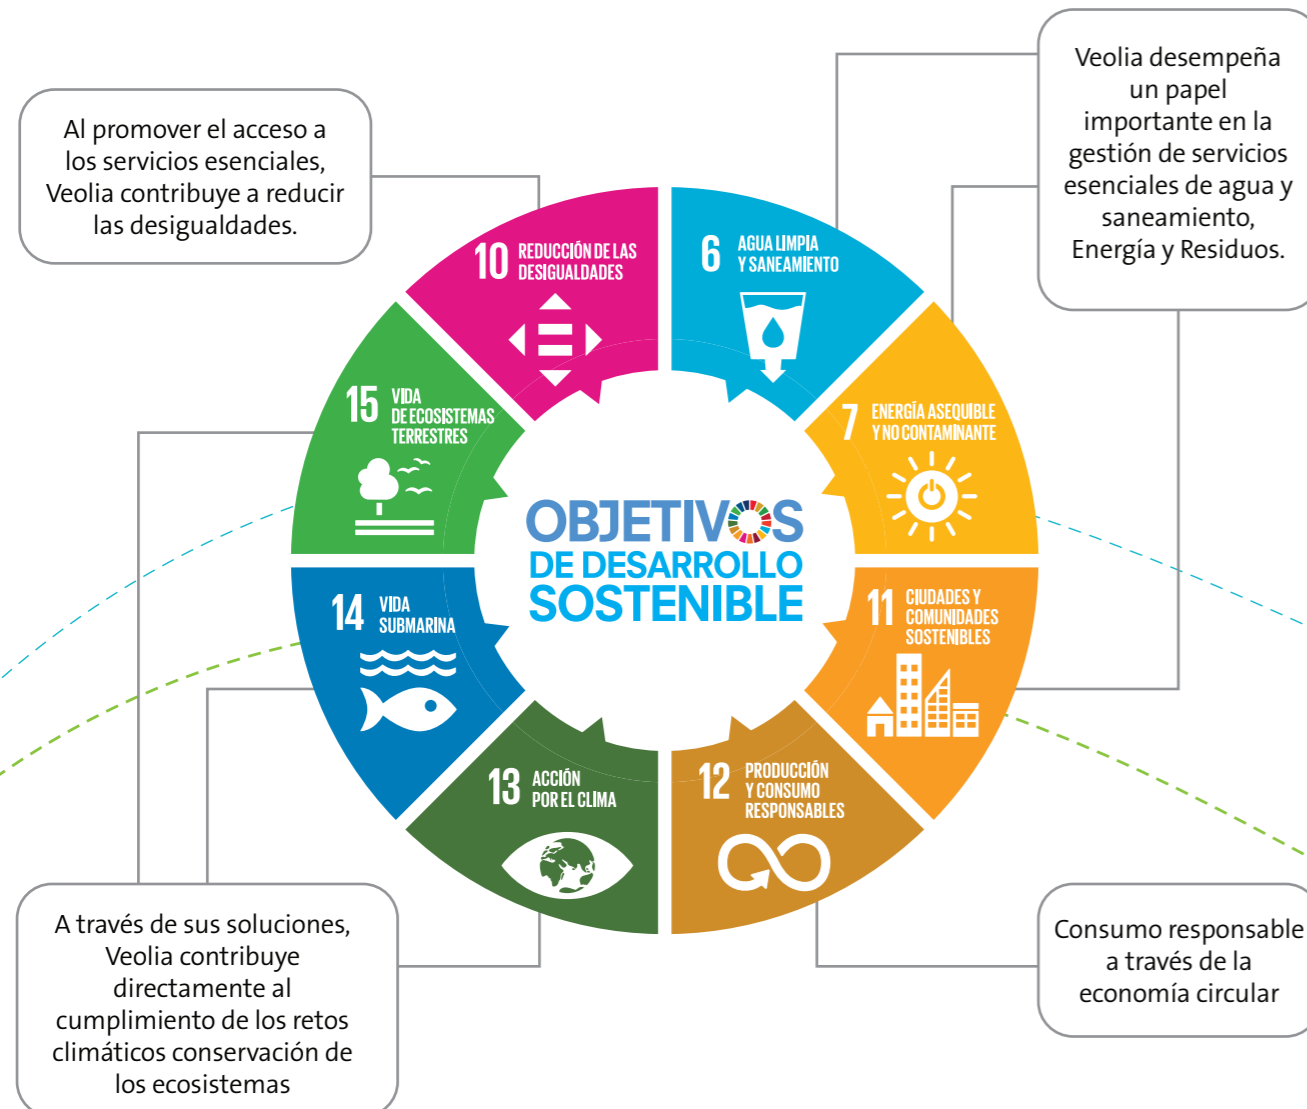 Al promover el acceso a
los servicios esenciales,
Veolia contribuye a reducir
las desigualdades.
Veolia desempeña
un papel
importante en la
gestión de servicios
esenciales de agua y
saneamiento,
Energía y Residuos.
10 REDUCCIÓN DE LAS
DESIGUALDADES
6 AGUA LIMPIA
Y SANEAMIENTO
15 VIDA
DE ECOSISTEMAS
TERRESTRES
7 ENERGÍA ASEQUIBLE
Y NO CONTAMINANTE
OBJETIVOS
DE DESARROLLO
SOSTENIBLE
14 VIDA
SUBMARINA
11 CIUDADES Y
COMUNIDADES
SOSTENIBLES
13 ACCIÓN
POR EL CLIMA
12 PRODUCCIÓN
Y CONSUMO
RESPONSABLES
A través de sus soluciones,
Veolia contribuye
directamente al
cumplimiento de los retos
climáticos conservación de
los ecosistemas
Consumo responsable
a través de la
economía circular